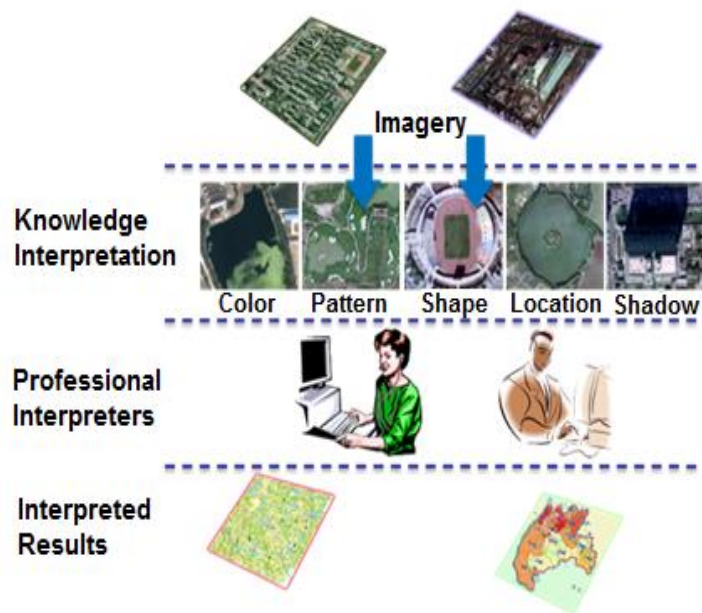 Imagery
Knowledge
Interpretation
Color Pattern Shape Location Shadow
Professional
Interpreters
Interpreted
Results